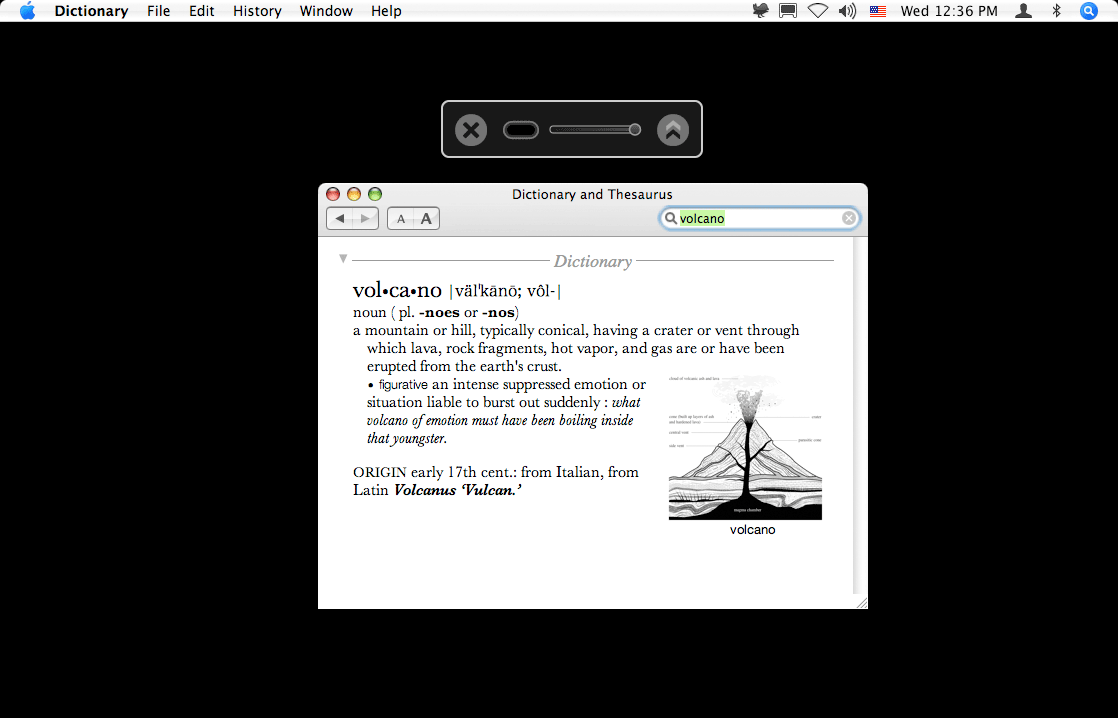 Dictionary File Edit History Window Help Wed 12:36 PM
Dictionary and Thesaurus
A A volcano
Dictionary
vol•ca•no |väl'kānō; vôl-|
noun ( pl. -noes or -nos)
a mountain or hill, typically conical, having a crater or vent through
which lava, rock fragments, hot vapor, and gas are or have been
erupted from the earth's crust.
• figurative an intense suppressed emotion or
situation liable to burst out suddenly : what
volcano of emotion must have been boiling inside
that youngster.
ORIGIN early 17th cent.: from Italian, from
Latin Volcanus ‘Vulcan.’
cloud of volcanic ash and lava
cone (built up layers of ash
and hardened lava)
crater
central vent
side vent
parasitic cone
magma chamber
volcano